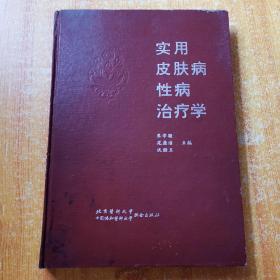 实用
皮肤病
性病
治疗学
朱学骏
主编
北京医科大学
中国协和医科大学
联合出版社